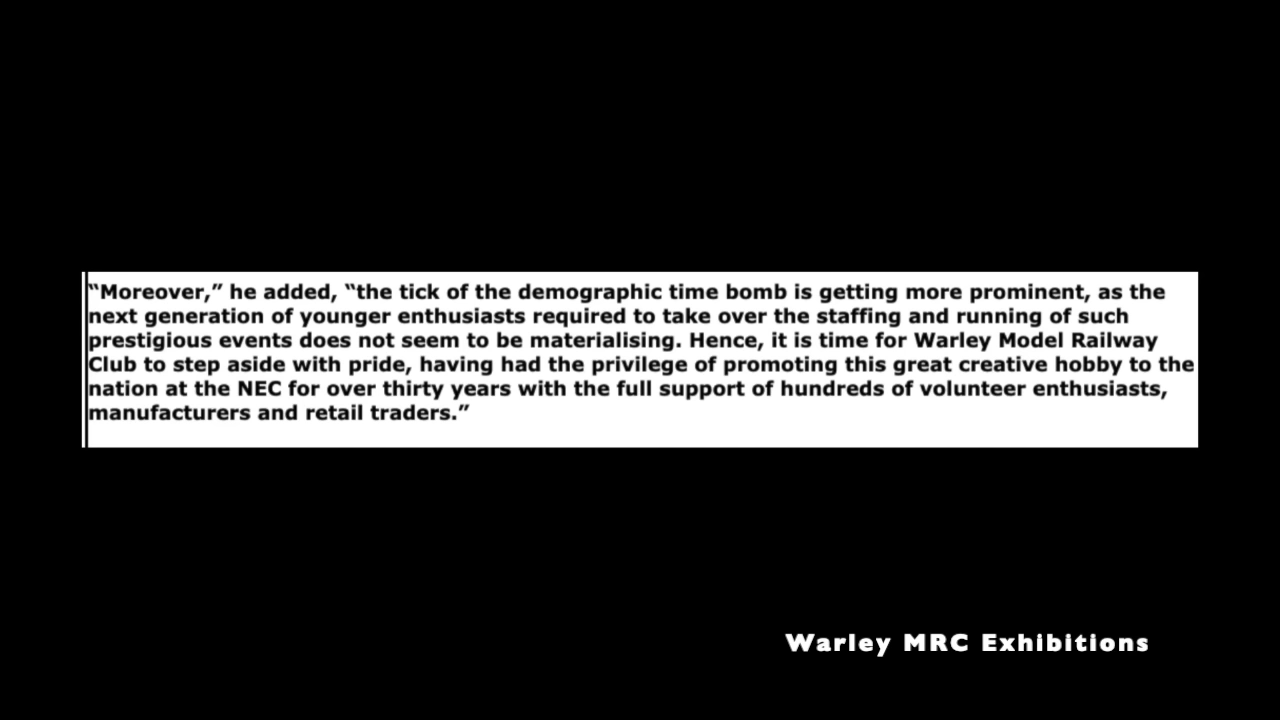 “Moreover,” he added, “the tick of the demographic time bomb is getting more prominent, as the
next generation of younger enthusiasts required to take over the staffing and running of such
prestigious events does not seem to be materialising. Hence, it is time for Warley Model Railway
Club to step aside with pride, having had the privilege of promoting this great creative hobby to the
nation at the NEC for over thirty years with the full support of hundreds of volunteer enthusiasts,
manufacturers and retail traders.”
Warley MRC Exhibitions